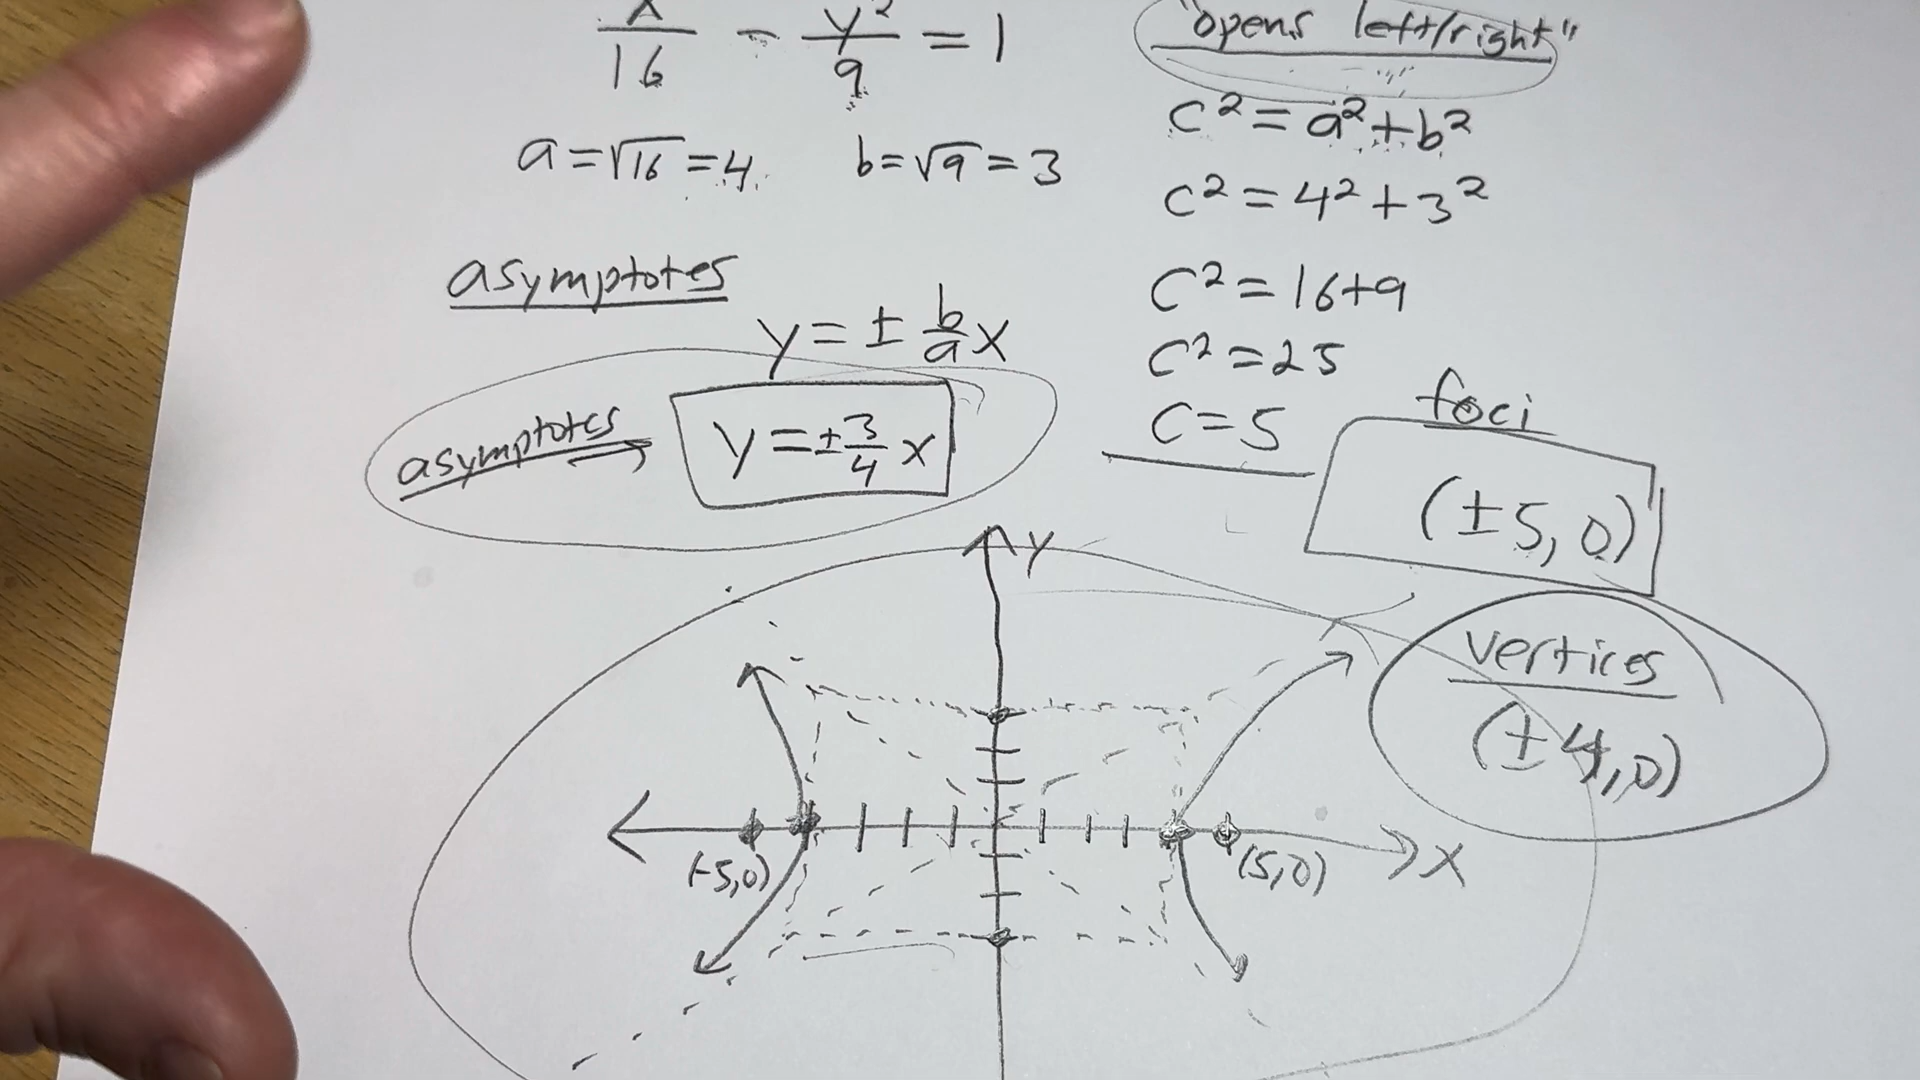 x/16 - y²/9 = 1
"opens left/right"
a = √16 = 4    b = √9 = 3
c² = a² + b²
c² = 4² + 3²
c² = 16+9
c² = 25
c = 5
asymptotes
y = ± b/a x
asymptotes → y = ± 3/4 x
foci
(±5, 0)
vertices
(±4, 0)
y
(-5,0)
(5,0)
x